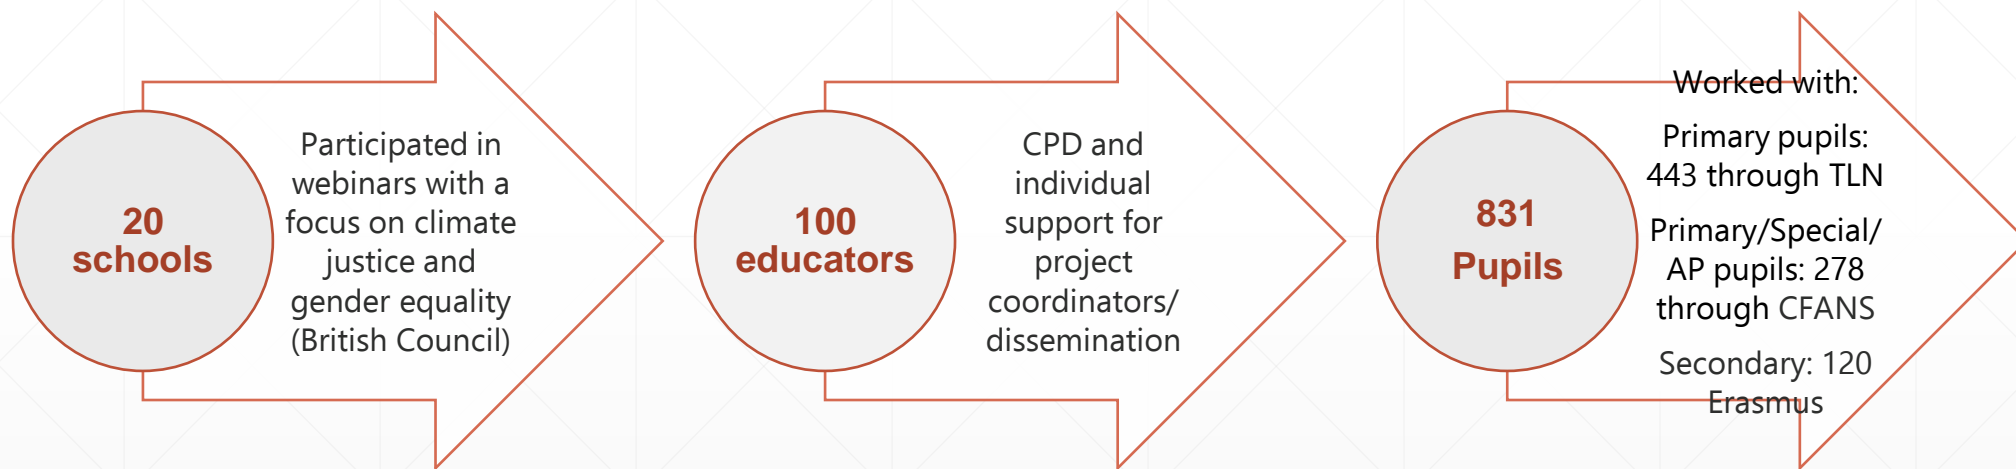 20
schools
Participated in
webinars with a
focus on climate
justice and
gender equality
(British Council)
100
educators
CPD and
individual
support for
project
coordinators/
dissemination
831
Pupils
Worked with:
Primary pupils:
443 through TLN
Primary/Special/
AP pupils: 278
through CFANS
Secondary: 120
Erasmus